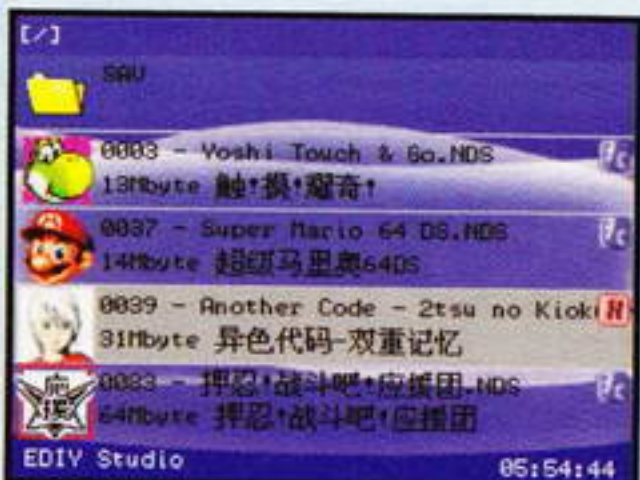 [/]
SAV
0003 - Yoshi Touch & Go.NDS
13Mbyte 触!摸!耀奇!
0037 - Super Mario 64 DS.NDS
14Mbyte 超级马里奥64DS
0039 - Another Code - 2tsu no Kiok
31Mbyte 异色代码-双重记忆
0083 - 押忍!战斗吧!应援团.NDS
64Mbyte 押忍!战斗吧!应援团
EDIY Studio
05:54:44